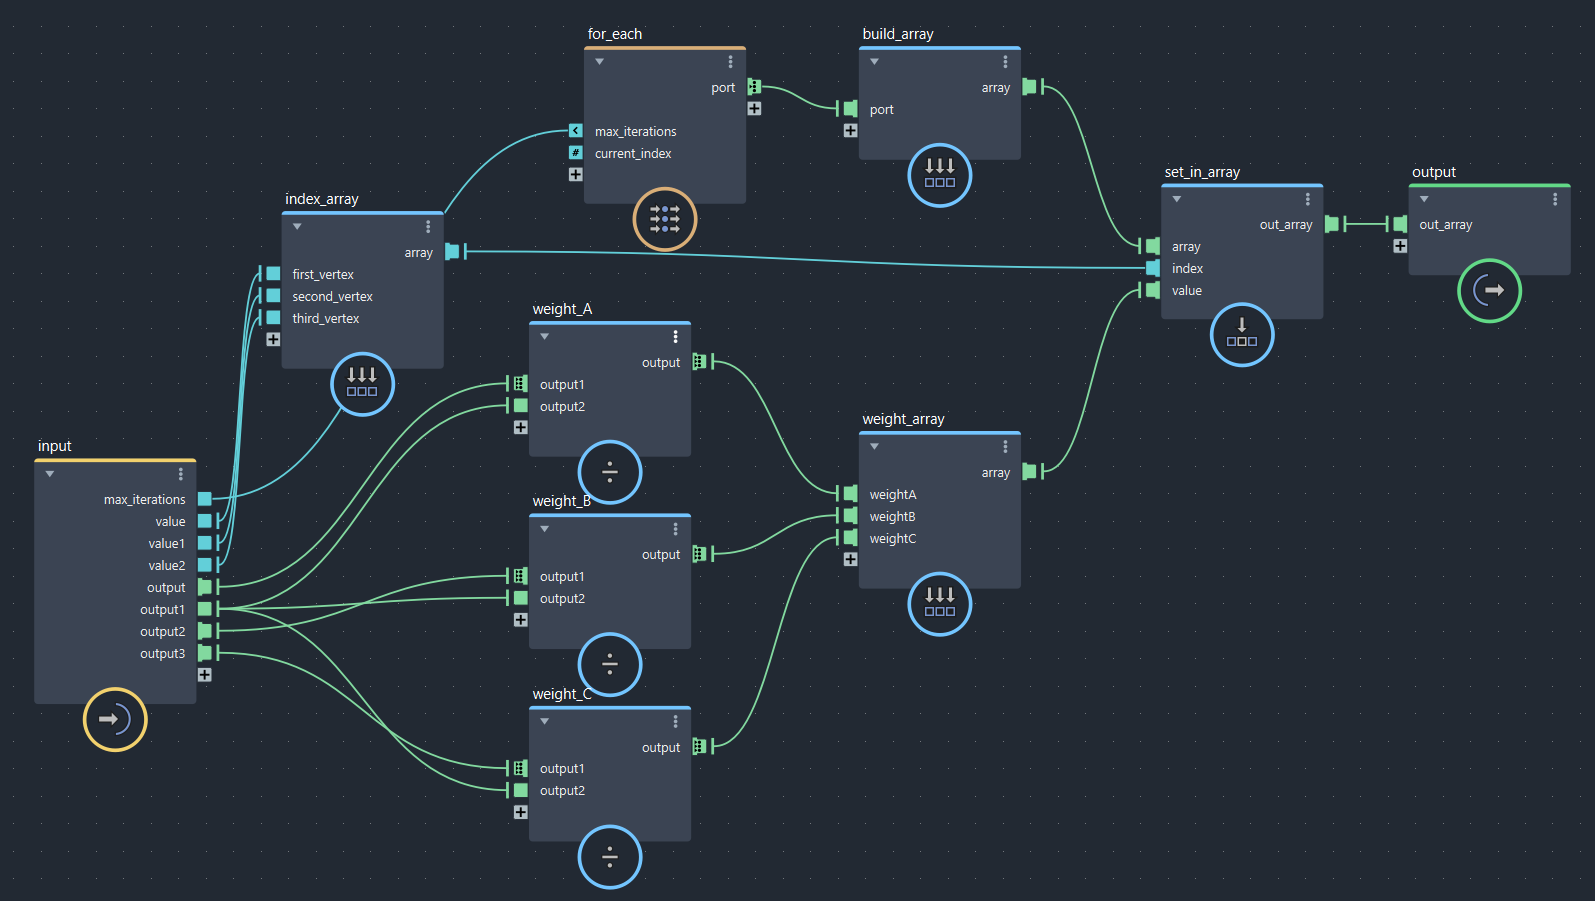 for_each
port
max_iterations
current_index
build_array
array
port
set_in_array
out_array
array
index
value
output
out_array
index_array
array
first_vertex
second_vertex
third_vertex
weight_A
output
output1
output2
weight_array
array
weightA
weightB
weightC
input
max_iterations
value
value1
value2
output
output1
output2
output3
weight_B
output
output1
output2
weight_C
output
output1
output2